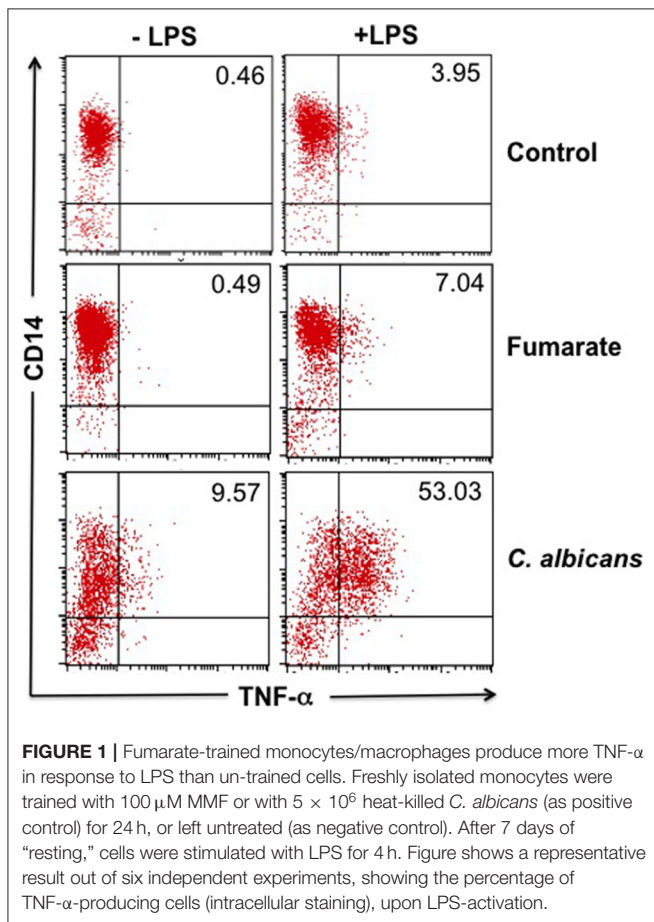 - LPS +LPS
0.46 3.95
Control
0.49 7.04
Fumarate
CD14
9.57 53.03
C. albicans
TNF-α
FIGURE 1 | Fumarate-trained monocytes/macrophages produce more TNF-α
in response to LPS than un-trained cells. Freshly isolated monocytes were
trained with 100 μM MMF or with 5 × 10⁶ heat-killed C. albicans (as positive
control) for 24 h, or left untreated (as negative control). After 7 days of
“resting,” cells were stimulated with LPS for 4 h. Figure shows a representative
result out of six independent experiments, showing the percentage of
TNF-α-producing cells (intracellular staining), upon LPS-activation.